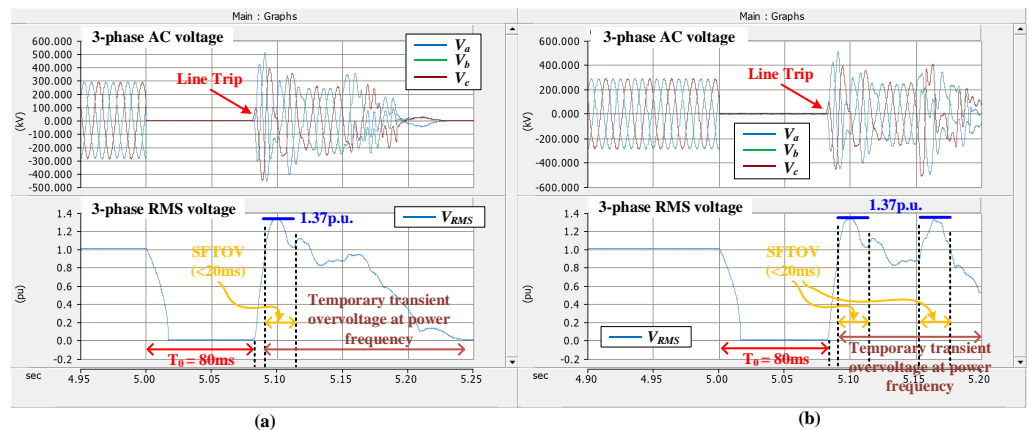 Main : Graphs
3-phase AC voltage
600.000
500.000
400.000
300.000
200.000
100.000
0.000
-100.000
-200.000
-300.000
-400.000
-500.000
(kV)
Va
Vb
Vc
Line Trip
3-phase RMS voltage
1.4
1.2
1.0
0.8
0.6
0.4
0.2
0.0
-0.2
(pu)
VRMS
1.37p.u.
SFTOV
(<20ms)
Temporary transient
overvoltage at power
frequency
T0 = 80ms
sec
4.95
5.00
5.05
5.10
5.15
5.20
5.25
(a)
Main : Graphs
3-phase AC voltage
600.000
400.000
200.000
0.000
-200.000
-400.000
-600.000
(kV)
Line Trip
Va
Vb
Vc
3-phase RMS voltage
1.4
1.2
1.0
0.8
0.6
0.4
0.2
0.0
-0.2
(pu)
1.37p.u.
SFTOV
(<20ms)
VRMS
T0 = 80ms
Temporary transient
overvoltage at power
frequency
sec
4.90
4.95
5.00
5.05
5.10
5.15
5.20
(b)